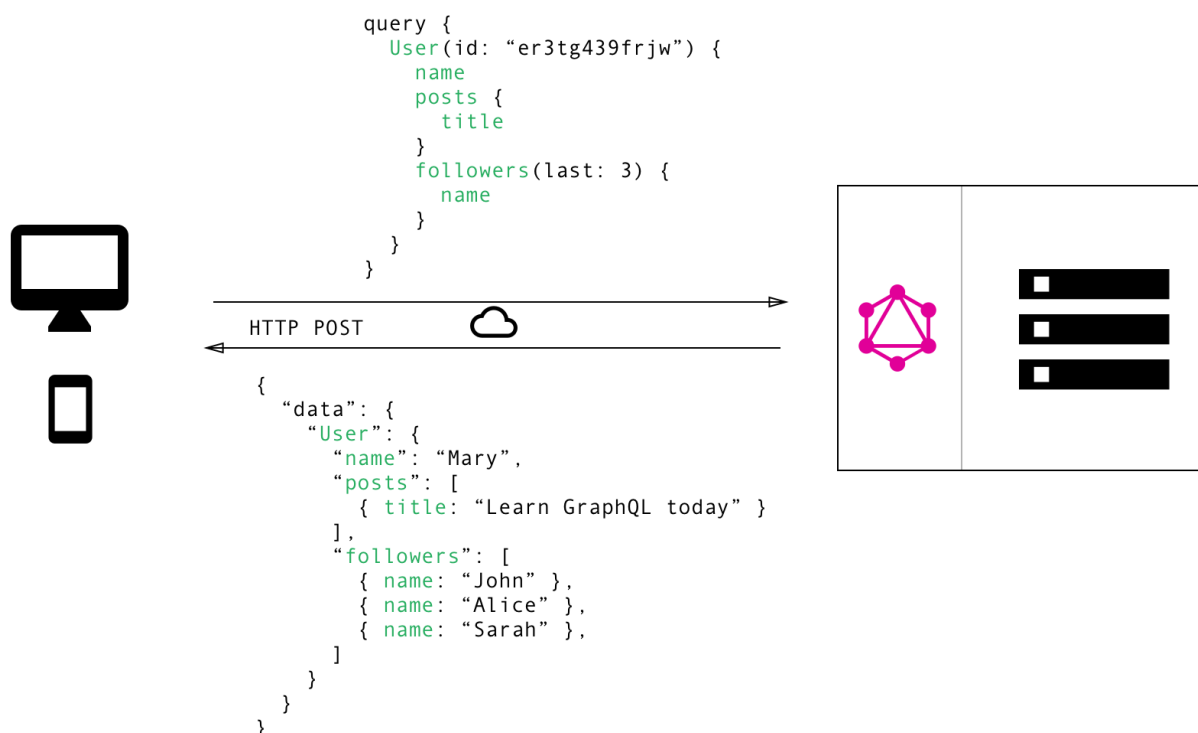 query {
  User(id: “er3tg439frjw”) {
    name
    posts {
      title
    }
    followers(last: 3) {
      name
    }
  }
}
HTTP POST
{
  “data”: {
    “User”: {
      “name”: “Mary”,
      “posts”: [
        { title: “Learn GraphQL today” }
      ],
      “followers”: [
        { name: “John” },
        { name: “Alice” },
        { name: “Sarah” },
      ]
    }
  }
}